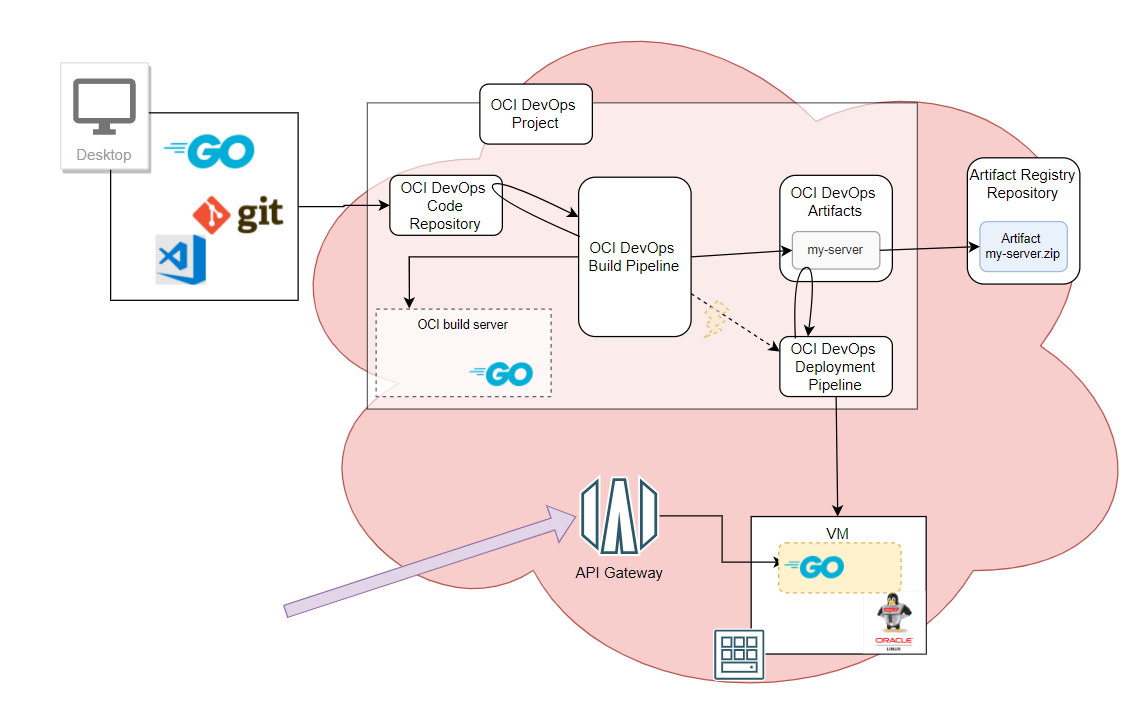 Desktop
GO
git
OCI DevOps
Project
OCI DevOps
Code
Repository
OCI DevOps
Build Pipeline
OCI DevOps
Artifacts
my-server
Artifact Registry
Repository
Artifact
my-server.zip
OCI build server
GO
OCI DevOps
Deployment
Pipeline
API Gateway
VM
GO
ORACLE
LINUX